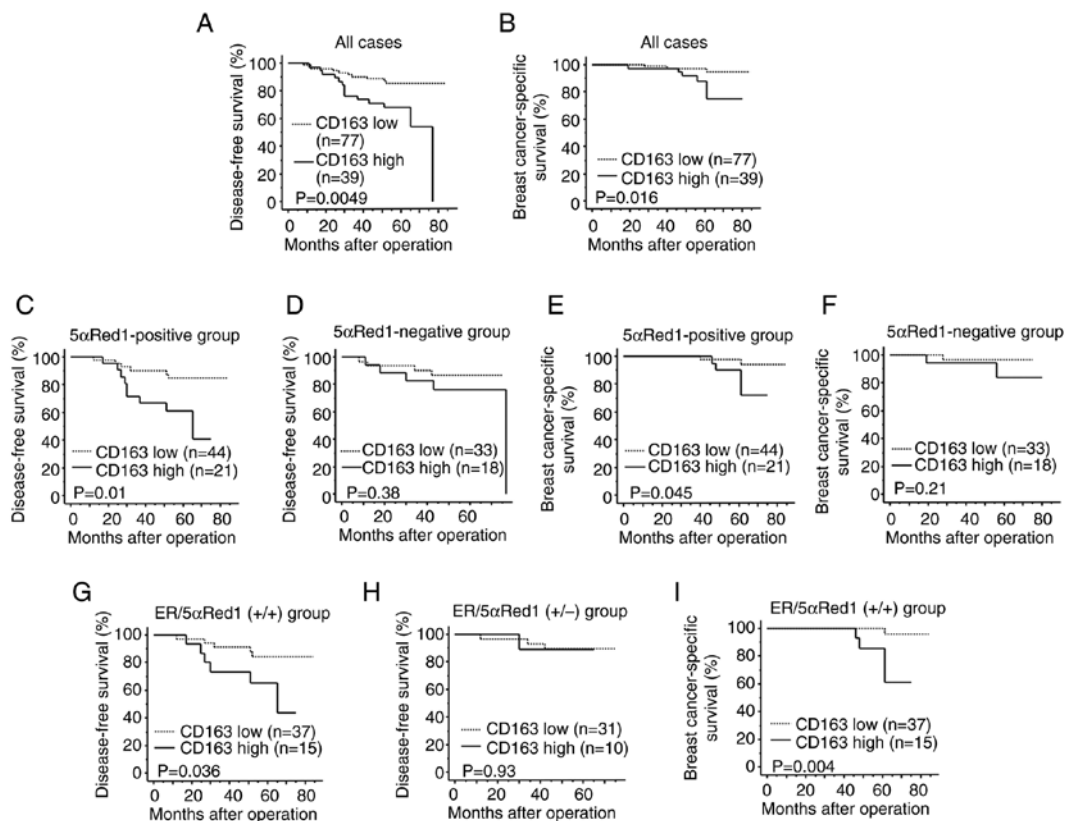 A
All cases
Disease-free survival (%)
100
80
60
40
20
0
CD163 low
(n=77)
CD163 high
(n=39)
P=0.0049
0 20 40 60 80
Months after operation
B
All cases
Breast cancer-specific
survival (%)
100
80
60
40
20
0
CD163 low (n=77)
CD163 high (n=39)
P=0.016
0 20 40 60 80
Months after operation
C
5αRed1-positive group
Disease-free survival (%)
100
80
60
40
20
0
CD163 low (n=44)
CD163 high (n=21)
P=0.01
0 20 40 60 80
Months after operation
D
5αRed1-negative group
Disease-free survival (%)
100
80
60
40
20
0
CD163 low (n=33)
CD163 high (n=18)
P=0.38
0 20 40 60
Months after operation
E
5αRed1-positive group
Breast cancer-specific
survival (%)
100
80
60
40
20
0
CD163 low (n=44)
CD163 high (n=21)
P=0.045
0 20 40 60 80
Months after operation
F
5αRed1-negative group
Breast cancer-specific
survival (%)
100
80
60
40
20
0
CD163 low (n=33)
CD163 high (n=18)
P=0.21
0 20 40 60 80
Months after operation
G
ER/5αRed1 (+/+) group
Disease-free survival (%)
100
80
60
40
20
0
CD163 low (n=37)
CD163 high (n=15)
P=0.036
0 20 40 60 80
Months after operation
H
ER/5αRed1 (+/−) group
Disease-free survival (%)
100
80
60
40
20
0
CD163 low (n=31)
CD163 high (n=10)
P=0.93
0 20 40 60
Months after operation
I
ER/5αRed1 (+/+) group
Breast cancer-specific
survival (%)
100
80
60
40
20
0
CD163 low (n=37)
CD163 high (n=15)
P=0.004
0 20 40 60 80
Months after operation